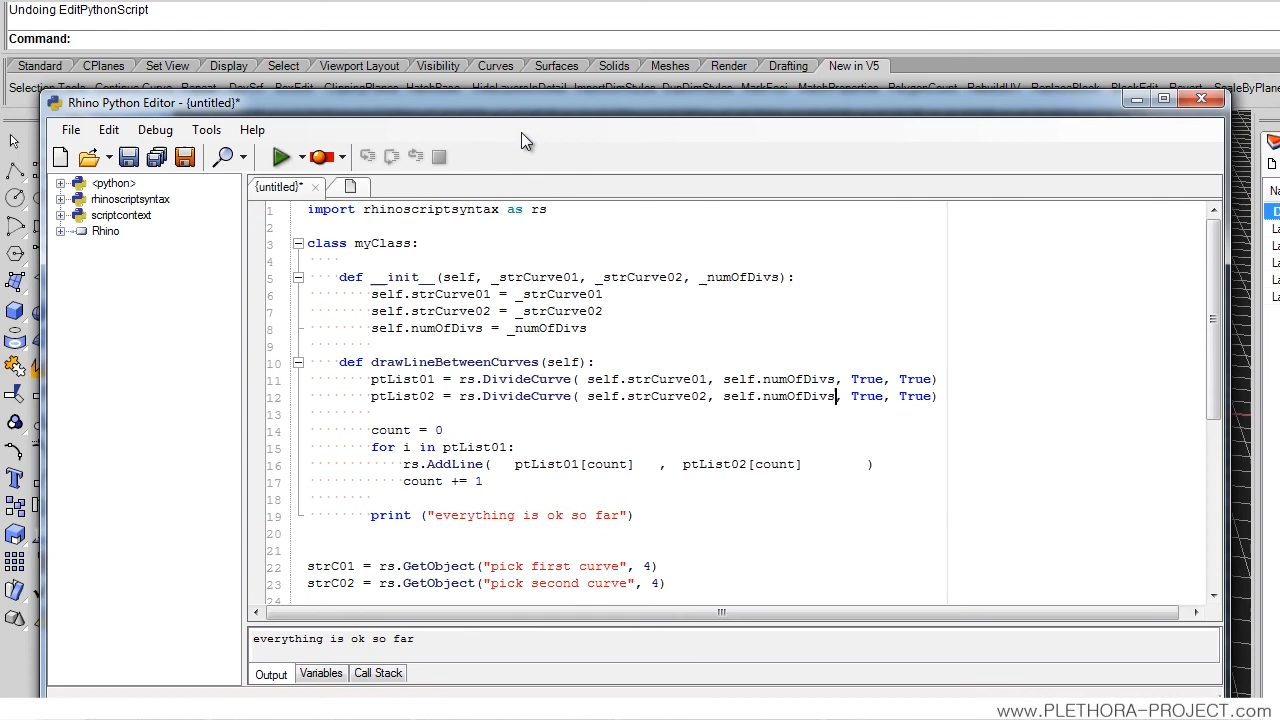 Undoing EditPythonScript
Command:
Standard CPlanes Set View Display Select Viewport Layout Visibility Curves Surfaces Solids Meshes Render Drafting New in V5
Rhino Python Editor - {untitled}*
File Edit Debug Tools Help
{untitled}*
<python>
rhinoscriptsyntax
scriptcontext
Rhino
1 import rhinoscriptsyntax as rs
2
3 class myClass:
4
5 def __init__(self, _strCurve01, _strCurve02, _numOfDivs):
6 self.strCurve01 = _strCurve01
7 self.strCurve02 = _strCurve02
8 self.numOfDivs = _numOfDivs
9
10 def drawLineBetweenCurves(self):
11 ptList01 = rs.DivideCurve( self.strCurve01, self.numOfDivs, True, True)
12 ptList02 = rs.DivideCurve( self.strCurve02, self.numOfDivs, True, True)
13
14 count = 0
15 for i in ptList01:
16 rs.AddLine( ptList01[count] , ptList02[count] )
17 count += 1
18
19 print ("everything is ok so far")
20
21
22 strC01 = rs.GetObject("pick first curve", 4)
23 strC02 = rs.GetObject("pick second curve", 4)
24
everything is ok so far
Output Variables Call Stack
www.PLETHORA-PROJECT.com